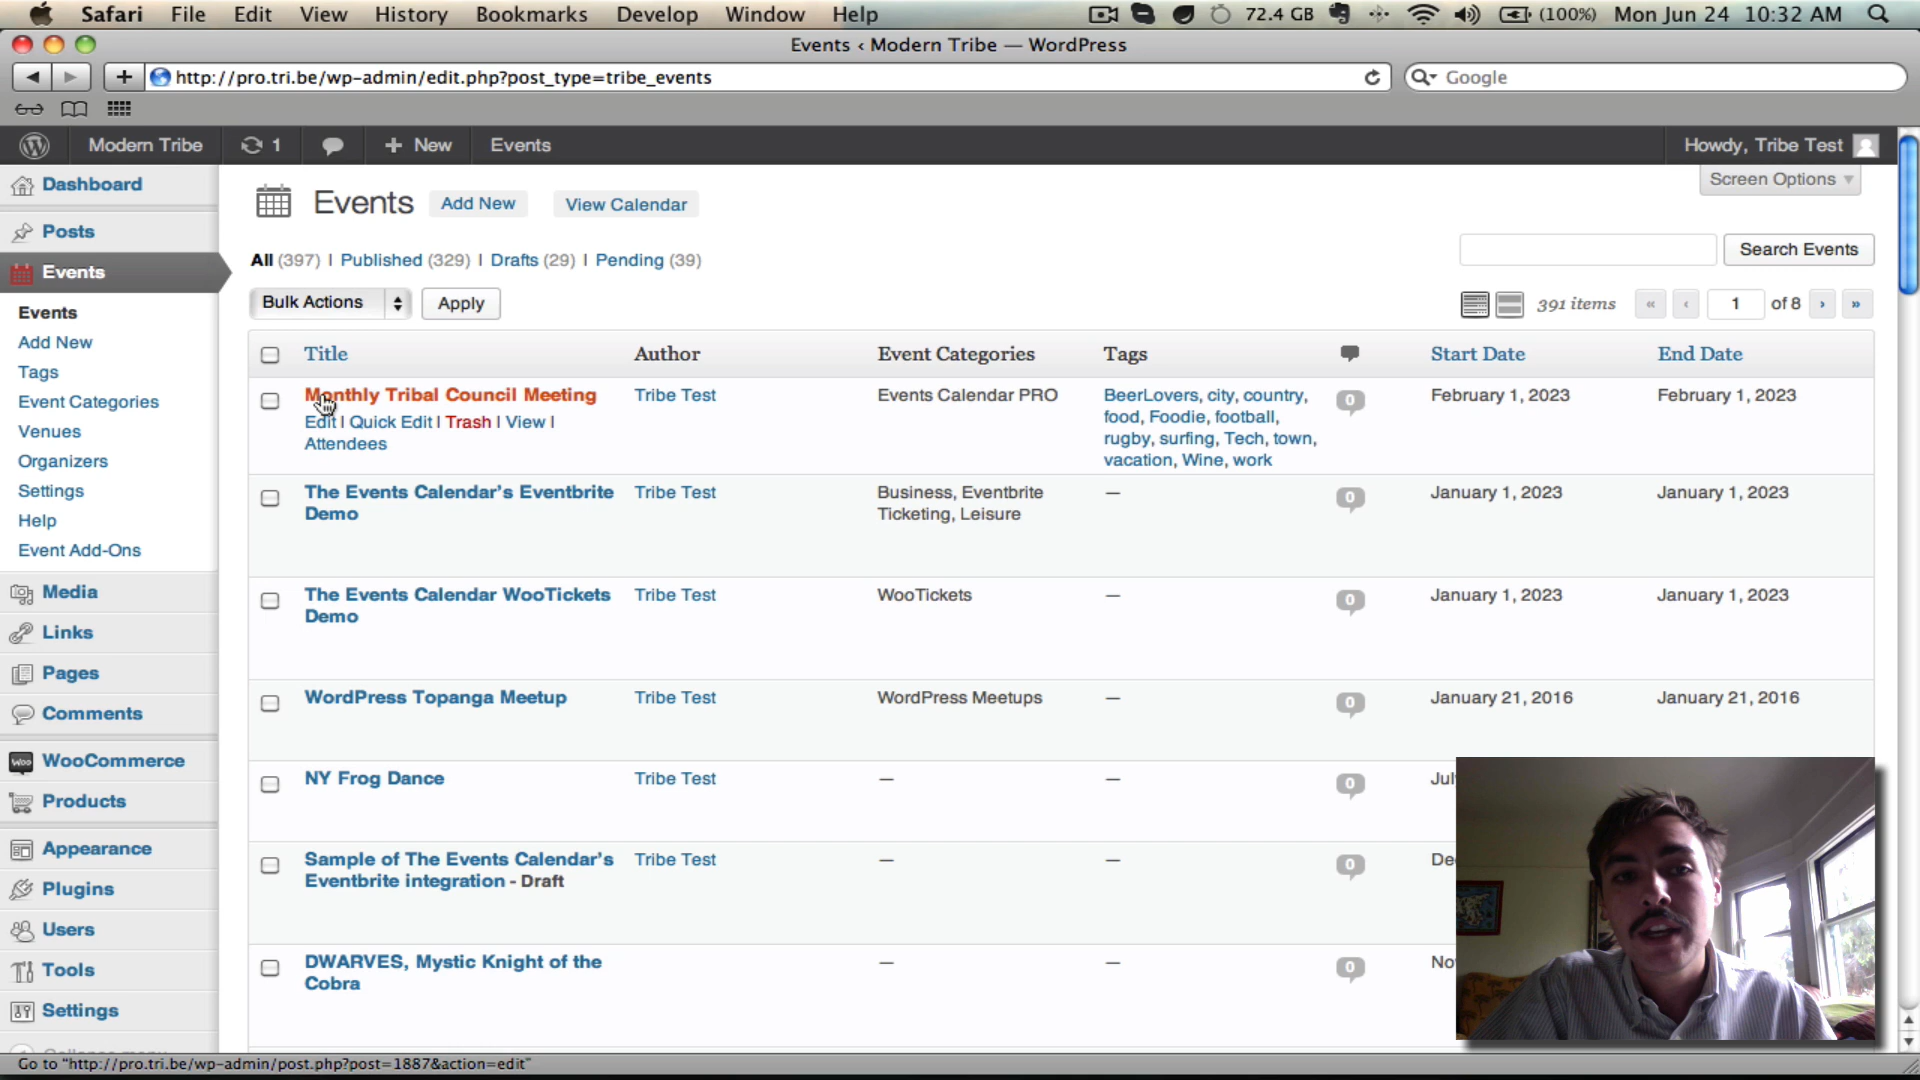 Safari File Edit View History Bookmarks Develop Window Help 72.4 GB (100%) Mon Jun 24 10:32 AM
Events ‹ Modern Tribe — WordPress
http://pro.tri.be/wp-admin/edit.php?post_type=tribe_events Google
Modern Tribe 1 + New Events Howdy, Tribe Test
Screen Options
Dashboard
Posts
Events
Events
Add New
Tags
Event Categories
Venues
Organizers
Settings
Help
Event Add-Ons
Media
Links
Pages
Comments
WooCommerce
Products
Appearance
Plugins
Users
Tools
Settings
Events Add New View Calendar
All (397) | Published (329) | Drafts (29) | Pending (39)
Search Events
Bulk Actions Apply 391 items « ‹ 1 of 8 › »
Title Author Event Categories Tags Start Date End Date
Monthly Tribal Council Meeting Tribe Test Events Calendar PRO BeerLovers, city, country, 0 February 1, 2023 February 1, 2023
Edit | Quick Edit | Trash | View | food, Foodie, football,
Attendees rugby, surfing, Tech, town,
vacation, Wine, work
The Events Calendar's Eventbrite Tribe Test Business, Eventbrite — 0 January 1, 2023 January 1, 2023
Demo Ticketing, Leisure
The Events Calendar WooTickets Tribe Test WooTickets — 0 January 1, 2023 January 1, 2023
Demo
WordPress Topanga Meetup Tribe Test WordPress Meetups — 0 January 21, 2016 January 21, 2016
NY Frog Dance Tribe Test — — 0 Jul
Sample of The Events Calendar's Tribe Test — — 0 De
Eventbrite integration - Draft
DWARVES, Mystic Knight of the — — 0 No
Cobra
Go to "http://pro.tri.be/wp-admin/post.php?post=1887&action=edit"